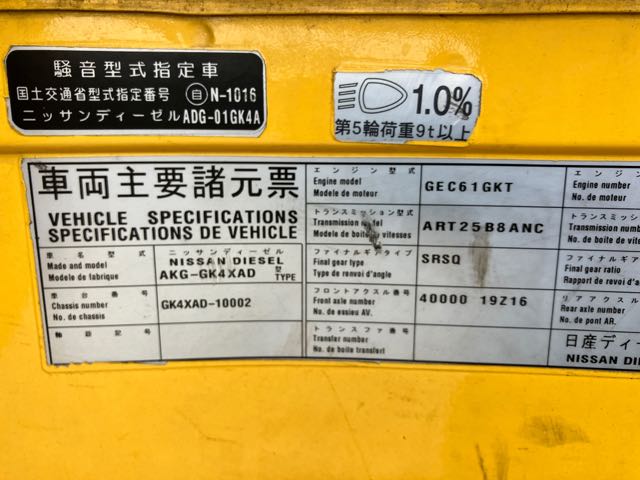 騒音型式指定車
国土交通省型式指定番号 自 N-1016
ニッサンディーゼル ADG-01GK4A
1.0%
第5輪荷重9t以上
車両主要諸元票
VEHICLE SPECIFICATIONS
SPECIFICATIONS DE VEHICLE
車名型式
Made and model
Modele de fabrique
ニッサンディーゼル
NISSAN DIESEL
AKG-GK4XAD 型 TYPE
車台番号
Chassis number
No. de chassis
GK4XAD-10002
エンジン型式
Engine model
Modele de moteur
GEC61GKT
トランスミッション型式
Transmission model
Modele de boite de vitesses
ART25B8ANC
ファイナルギアタイプ
Final gear type
Type de renvoi d'angle
SRSQ
フロントアクスル番号
Front axle number
No. de essieu AV.
40000 19Z16
トランスファ番号
Transfer number
No. de boite transfert
エンジン
Engine number
No. de moteur
トランスミッ
Transmission number
No. de boite de vites
ファイナルギ
Final gear ratio
Rapport de renvoi d'a
リアアクスル
Rear axle number
No. de pont AR.
日産ディ
NISSAN DIE